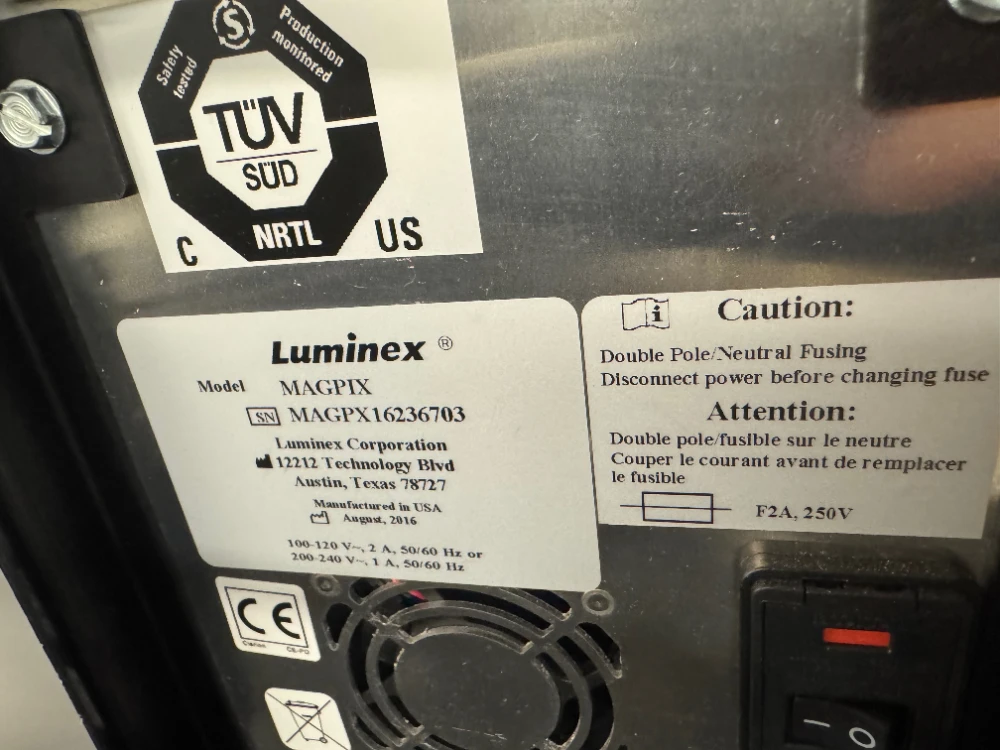 S
Safety
tested
Production
monitored
TÜV
SÜD
NRTL
C
US
Luminex ®
Model MAGPIX
SN MAGPX16236703
Luminex Corporation
12212 Technology Blvd
Austin, Texas 78727
Manufactured in USA
August, 2016
100-120 V~, 2 A, 50/60 Hz or
200-240 V~, 1 A, 50/60 Hz
i
Caution:
Double Pole/Neutral Fusing
Disconnect power before changing fuse
Attention:
Double pole/fusible sur le neutre
Couper le courant avant de remplacer
le fusible
F2A, 250V
CE
I O